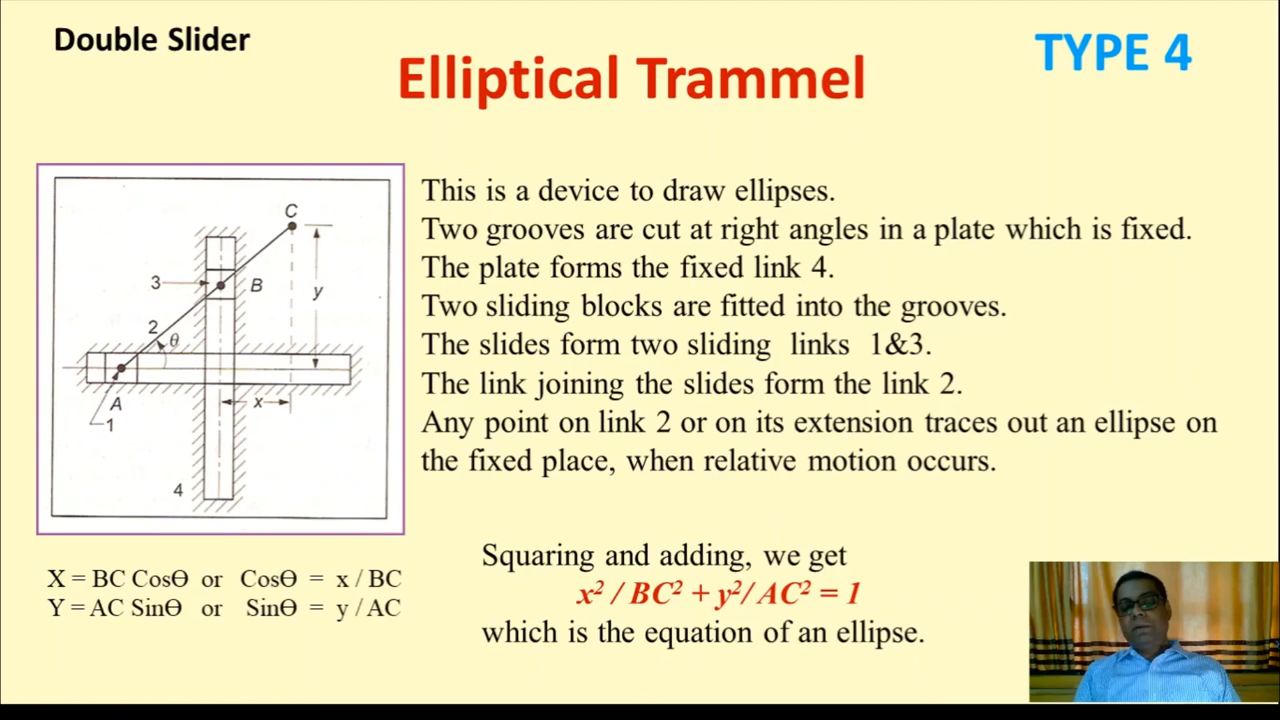 Double Slider
Elliptical Trammel
TYPE 4
C
3
B
y
2
θ
A
x
1
4
This is a device to draw ellipses.
Two grooves are cut at right angles in a plate which is fixed.
The plate forms the fixed link 4.
Two sliding blocks are fitted into the grooves.
The slides form two sliding links 1&3.
The link joining the slides form the link 2.
Any point on link 2 or on its extension traces out an ellipse on
the fixed place, when relative motion occurs.
X = BC CosƟ or CosƟ = x / BC
Y = AC SinƟ or SinƟ = y / AC
Squaring and adding, we get
x² / BC² + y²/ AC² = 1
which is the equation of an ellipse.